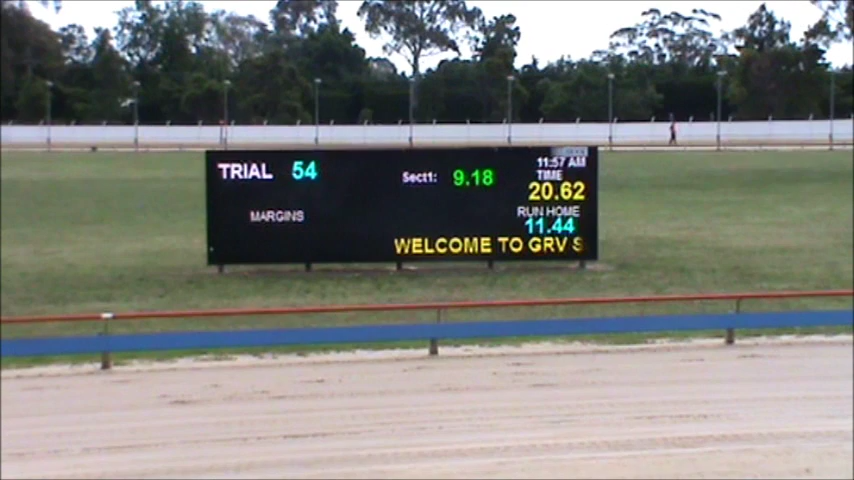 TRIAL 54
Sect1: 9.18
11:57 AM
TIME
20.62
MARGINS
RUN HOME
11.44
WELCOME TO GRV S